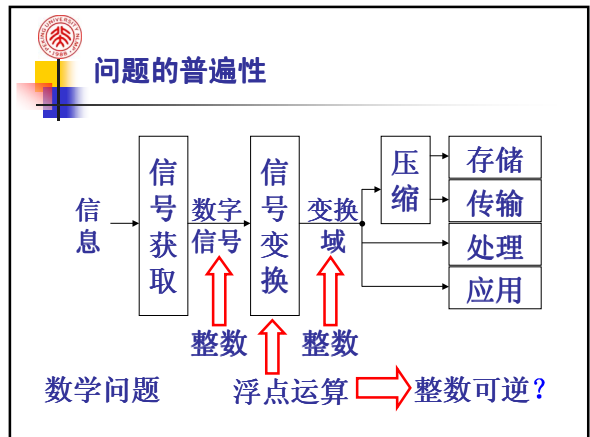 问题的普遍性
信息
信号获取
数字
信号
信号变换
变换
域
压缩
存储
传输
处理
应用
整数
整数
数学问题
浮点运算
整数可逆？